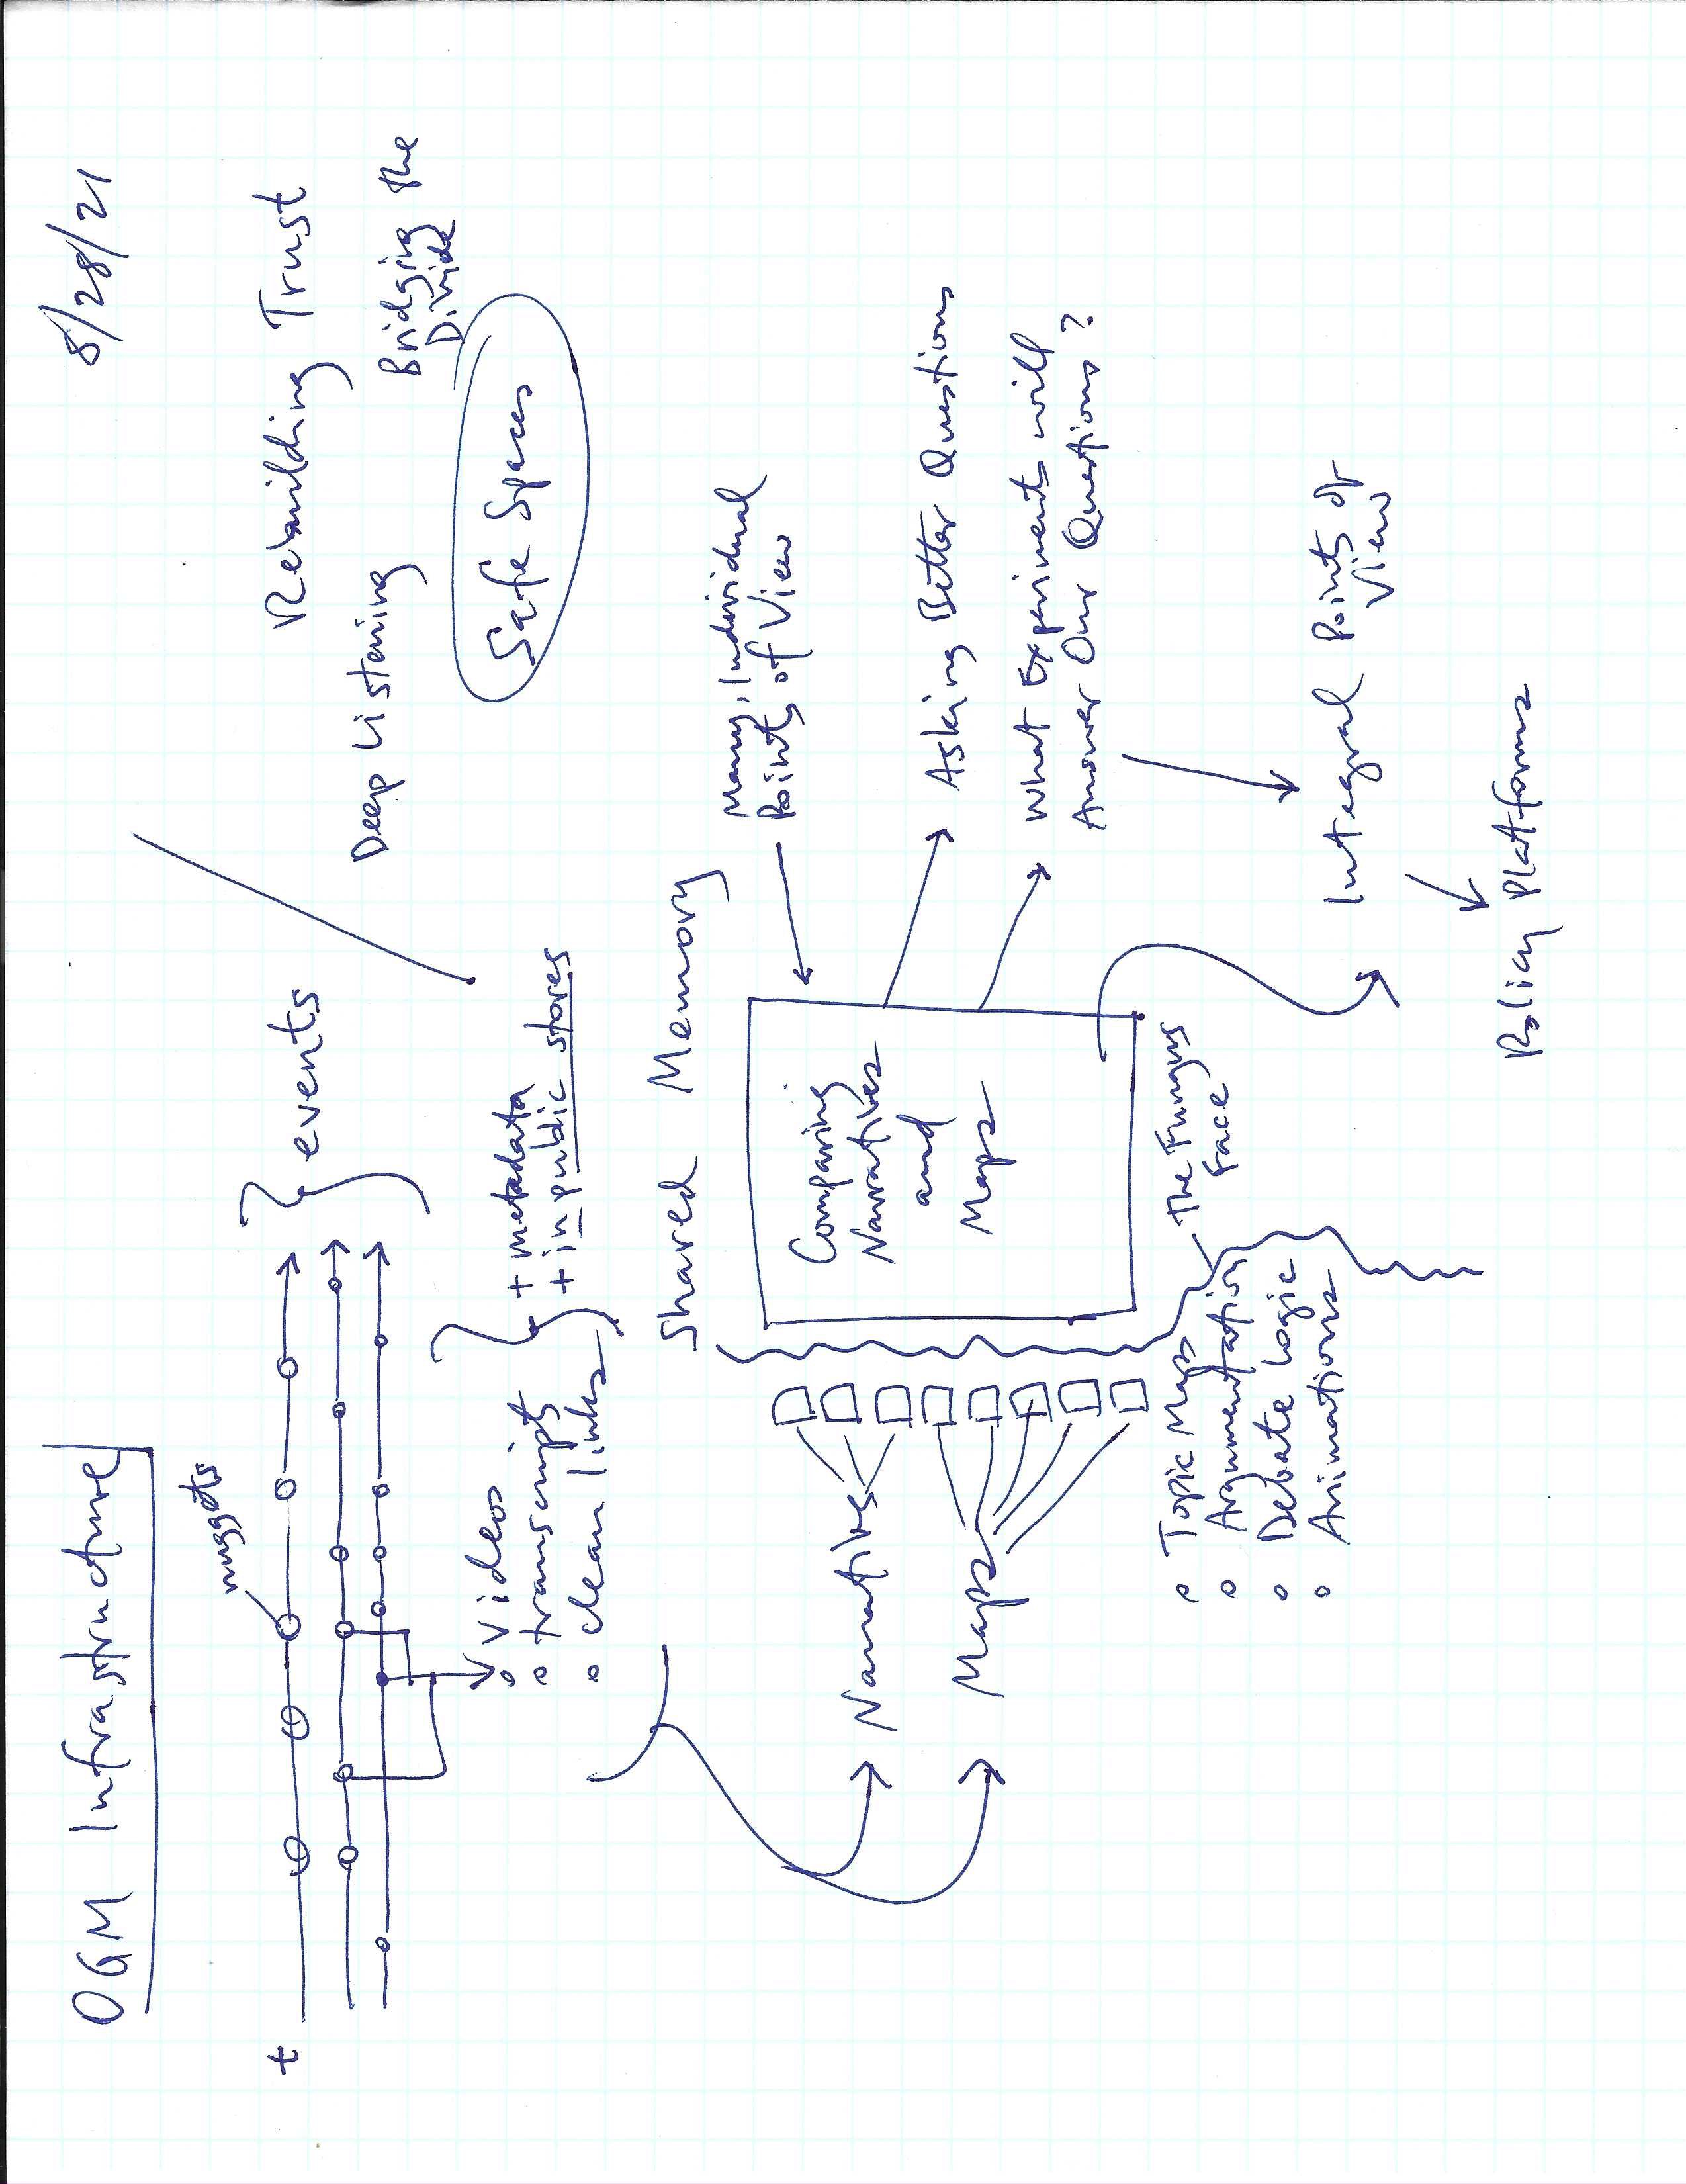 OGM Infrastructure
8/28/21
nuggets
t
events
Rebuilding Trust
Deep Listening
Bridging the
Divide
Safe Spaces
Videos
transcripts
clean links
+ metadata
+ in public stores
Shared Memory
Many, Individual
Points of View
Comparing
Narratives
and
Maps
Narratives
Maps
Asking Better Questions
What Experiments will
Answer Our Questions?
Topic Maps
Argumentation
Debate Logic
Animations
The Fungus
Face
Integral Points of
View
Policy Platforms